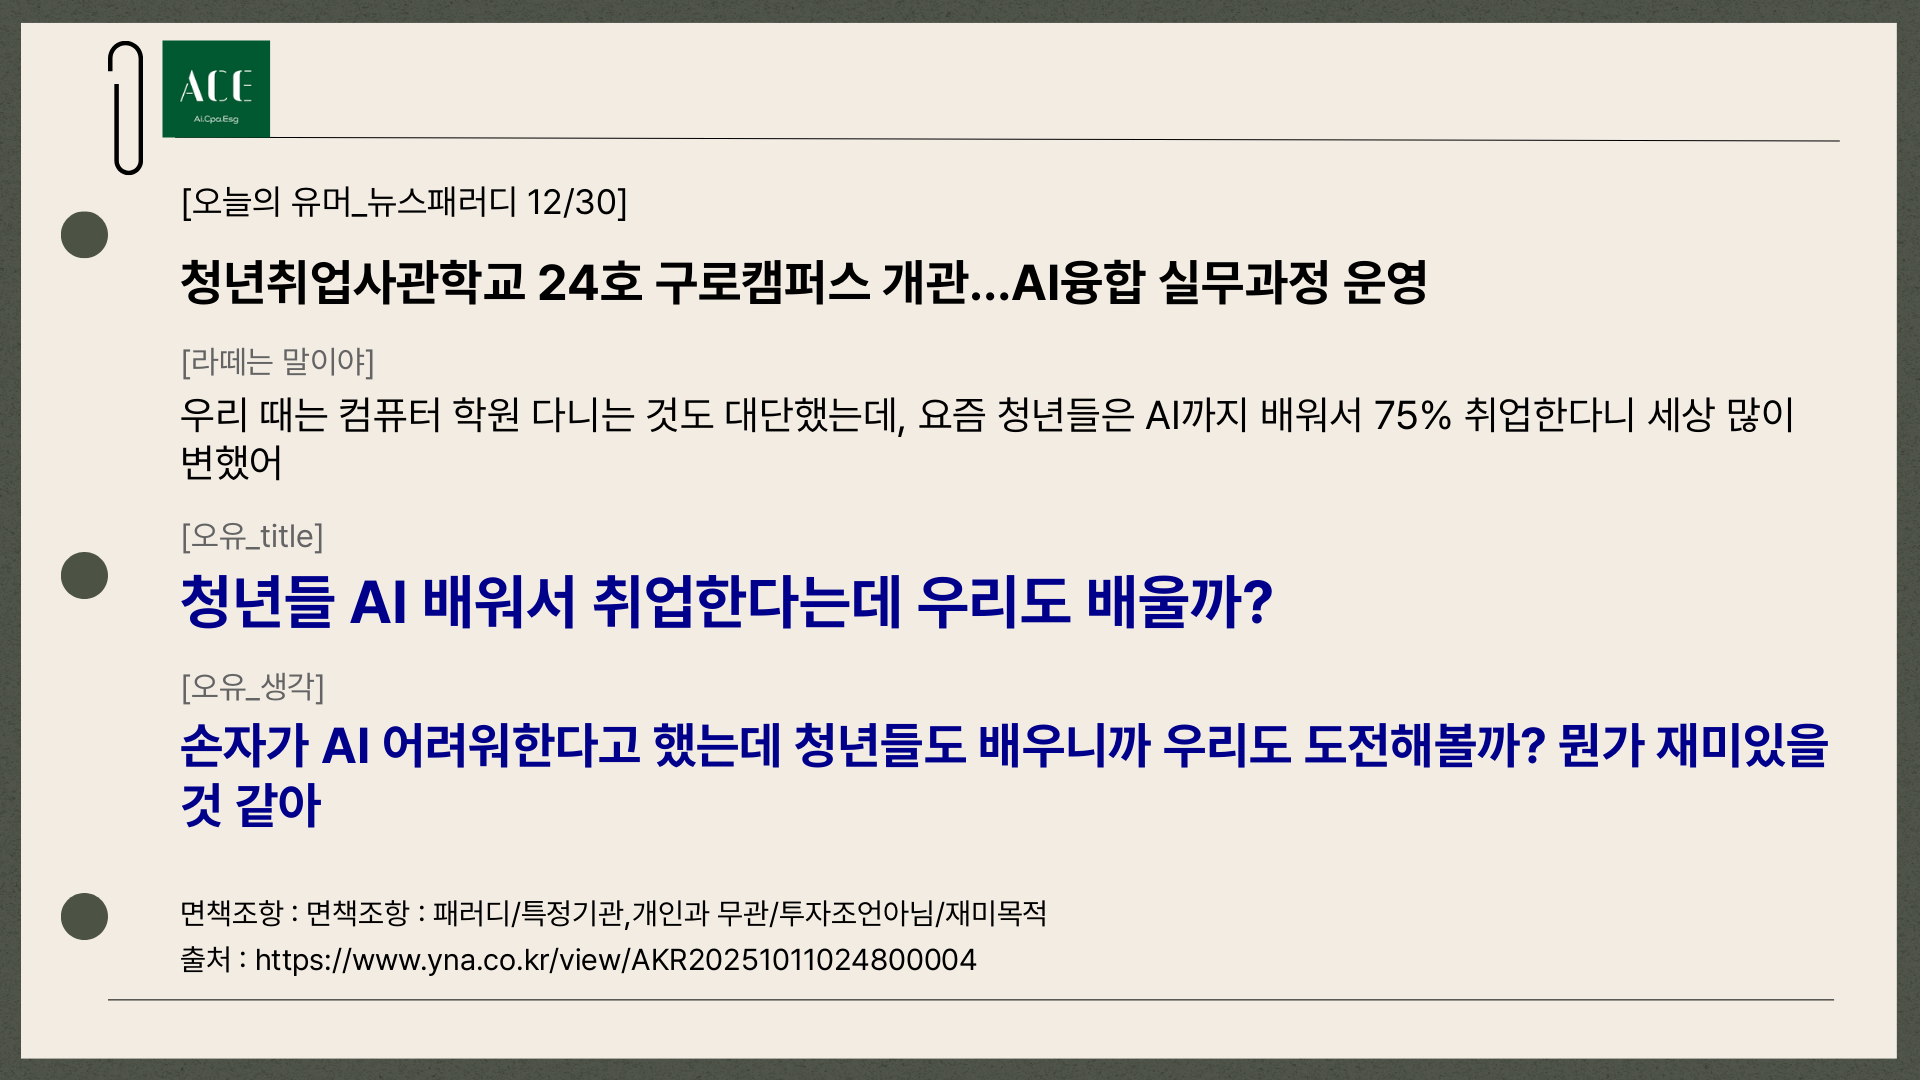 ACE
Ai.Cpa.Esg
[오늘의 유머_뉴스패러디 12/30]
청년취업사관학교 24호 구로캠퍼스 개관...AI융합 실무과정 운영
[라떼는 말이야]
우리 때는 컴퓨터 학원 다니는 것도 대단했는데, 요즘 청년들은 AI까지 배워서 75% 취업한다니 세상 많이
변했어
[오유_title]
청년들 AI 배워서 취업한다는데 우리도 배울까?
[오유_생각]
손자가 AI 어려워한다고 했는데 청년들도 배우니까 우리도 도전해볼까? 뭔가 재미있을
것 같아
면책조항 : 면책조항 : 패러디/특정기관,개인과 무관/투자조언아님/재미목적
출처 : https://www.yna.co.kr/view/AKR20251011024800004